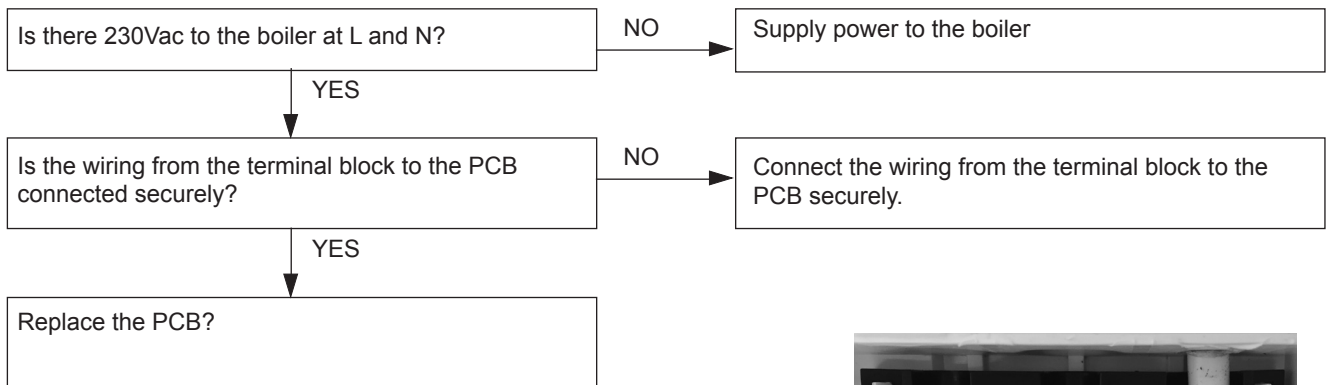 Is there 230Vac to the boiler at L and N?
NO
Supply power to the boiler
YES
Is the wiring from the terminal block to the PCB
connected securely?
NO
Connect the wiring from the terminal block to the
PCB securely.
YES
Replace the PCB?